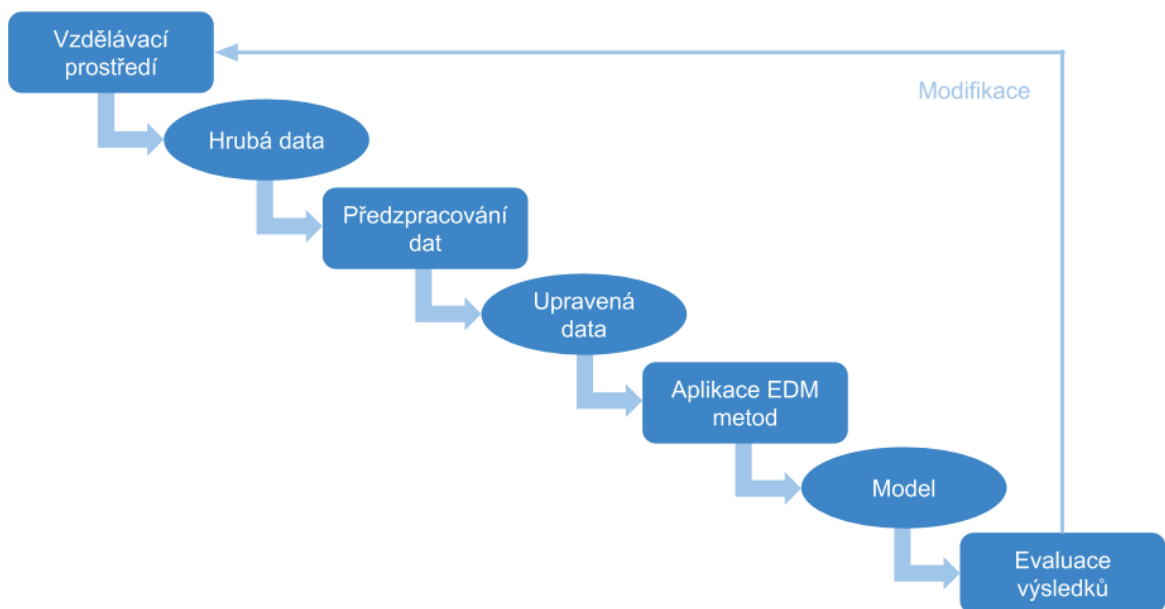 Vzdělávací
prostředí
Modifikace
Hrubá data
Předzpracování
dat
Upravená
data
Aplikace EDM
metod
Model
Evaluace
výsledků